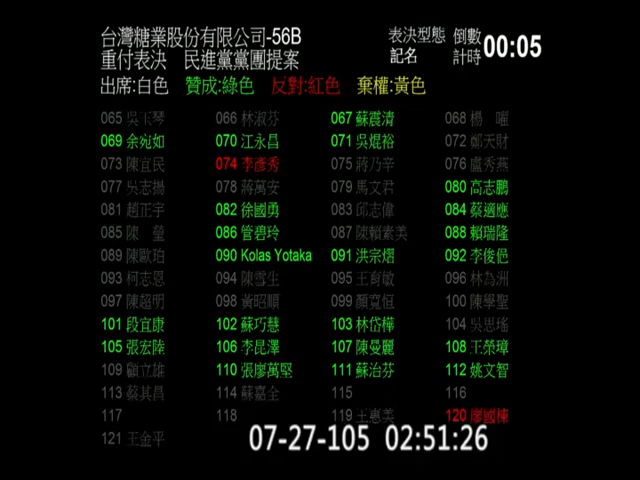 台灣糖業股份有限公司-56B
重付表決 民進黨黨團提案
表決型態 記名
倒數計時 00:05
出席:白色 贊成:綠色 反對:紅色 棄權:黃色
065 吳玉琴 066 林淑芬 067 蘇震清 068 楊 曜
069 余宛如 070 江永昌 071 吳焜裕 072 鄭天財
073 陳宜民 074 李彥秀 075 蔣乃辛 076 盧秀燕
077 吳志揚 078 蔣萬安 079 馬文君 080 高志鵬
081 趙正宇 082 徐國勇 083 邱志偉 084 蔡適應
085 陳 瑩 086 管碧玲 087 陳賴素美 088 賴瑞隆
089 陳歐珀 090 Kolas Yotaka 091 洪宗熠 092 李俊俋
093 柯志恩 094 陳雪生 095 王育敏 096 林為洲
097 陳超明 098 黃昭順 099 顏寬恒 100 陳學聖
101 段宜康 102 蘇巧慧 103 林岱樺 104 吳思瑤
105 張宏陸 106 李昆澤 107 陳曼麗 108 王榮璋
109 顧立雄 110 張廖萬堅 111 蘇治芬 112 姚文智
113 蔡其昌 114 蘇嘉全 115 116
117 118 119 王惠美 120 廖國棟
121 王金平
07-27-105 02:51:26